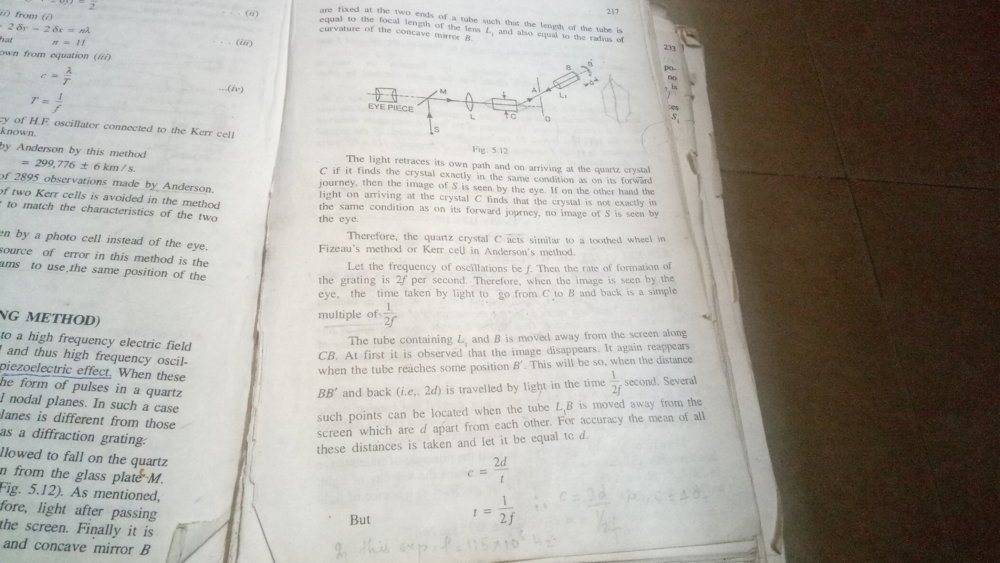 ii) from (i)
... (ii)
2 δy − 2 δx = nλ
hat n = 11 ... (iii)
own from equation (iii)
c = λ/T
...(iv)
T = 1/f
cy of H.F. oscillator connected to the Kerr cell
known.
by Anderson by this method
= 299,776 ± 6 km / s.
of 2895 observations made by Anderson.
of two Kerr cells is avoided in the method
to match the characteristics of the two
en by a photo cell instead of the eye.
source of error in this method is the
ams to use the same position of the
NG METHOD)
to a high frequency electric field
and thus high frequency oscil-
piezoelectric effect. When these
he form of pulses in a quartz
l nodal planes. In such a case
lanes is different from those
as a diffraction grating.
llowed to fall on the quartz
n from the glass plate M.
Fig. 5.12). As mentioned,
fore, light after passing
the screen. Finally it is
and concave mirror B
217
are fixed at the two ends of a tube such that the length of the tube is
equal to the focal length of the lens L₁ and also equal to the radius of
curvature of the concave mirror B.
EYE PIECE
M
S
L
C
A
D
L₁
B
B'
d
Fig. 5.12
The light retraces its own path and on arriving at the quartz crystal
C if it finds the crystal exactly in the same condition as on its forward
journey, then the image of S is seen by the eye. If on the other hand the
light on arriving at the crystal C finds that the crystal is not exactly in
the same condition as on its forward joprney, no image of S is seen by
the eye.
Therefore, the quartz crystal C acts similar to a toothed wheel in
Fizeau's method or Kerr cell in Anderson's method.
Let the frequency of oscillations be f. Then the rate of formation of
the grating is 2f per second. Therefore, when the image is seen by the
eye, the time taken by light to go from C to B and back is a simple
multiple of 1/2f
The tube containing L₁ and B is moved away from the screen along
CB. At first it is observed that the image disappears. It again reappears
when the tube reaches some position B'. This will be so, when the distance
BB' and back (i.e., 2d) is travelled by light in the time 1/2f second. Several
such points can be located when the tube L₁B is moved away from the
screen which are d apart from each other. For accuracy the mean of all
these distances is taken and let it be equal to d.
c = 2d/t
But t = 1/2f
233
po-
no
is
S,